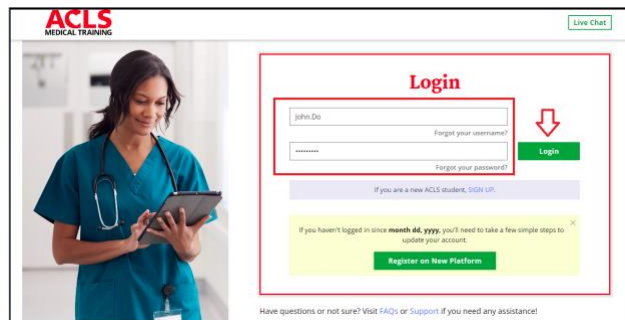 ACLS
MEDICAL TRAINING
Live Chat
Login
John.Do
Forgot your username?
Login
Forgot your password?
If you are a new ACLS student, SIGN UP.
If you haven't logged in since month dd, yyyy, you'll need to take a few simple steps to
update your account.
Register on New Platform
Have questions or not sure? Visit FAQs or Support if you need any assistance!